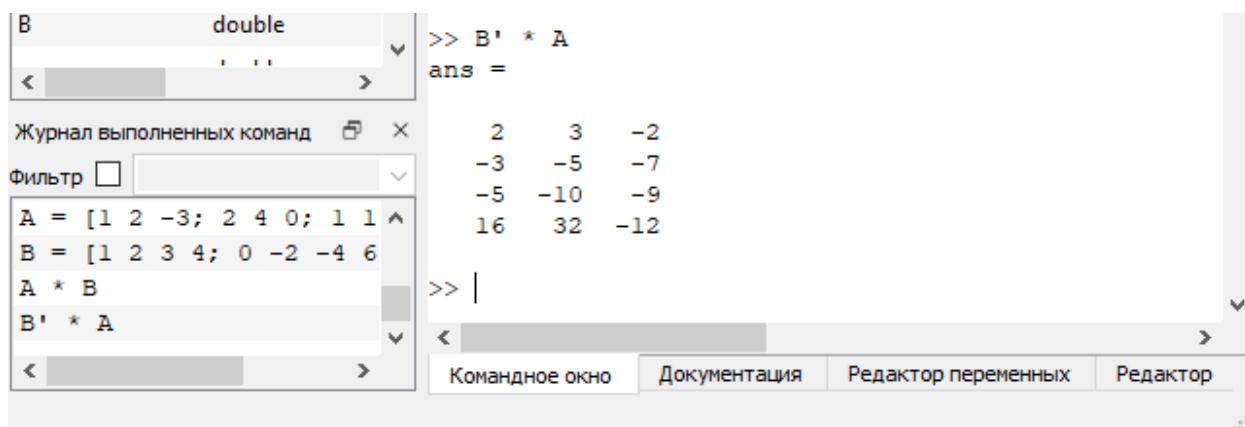 B double
Журнал выполненных команд
Фильтр
A = [1 2 -3; 2 4 0; 1 1
B = [1 2 3 4; 0 -2 -4 6
A * B
B' * A
>> B' * A
ans =
2 3 -2
-3 -5 -7
-5 -10 -9
16 32 -12
>>
Командное окно Документация Редактор переменных Редактор